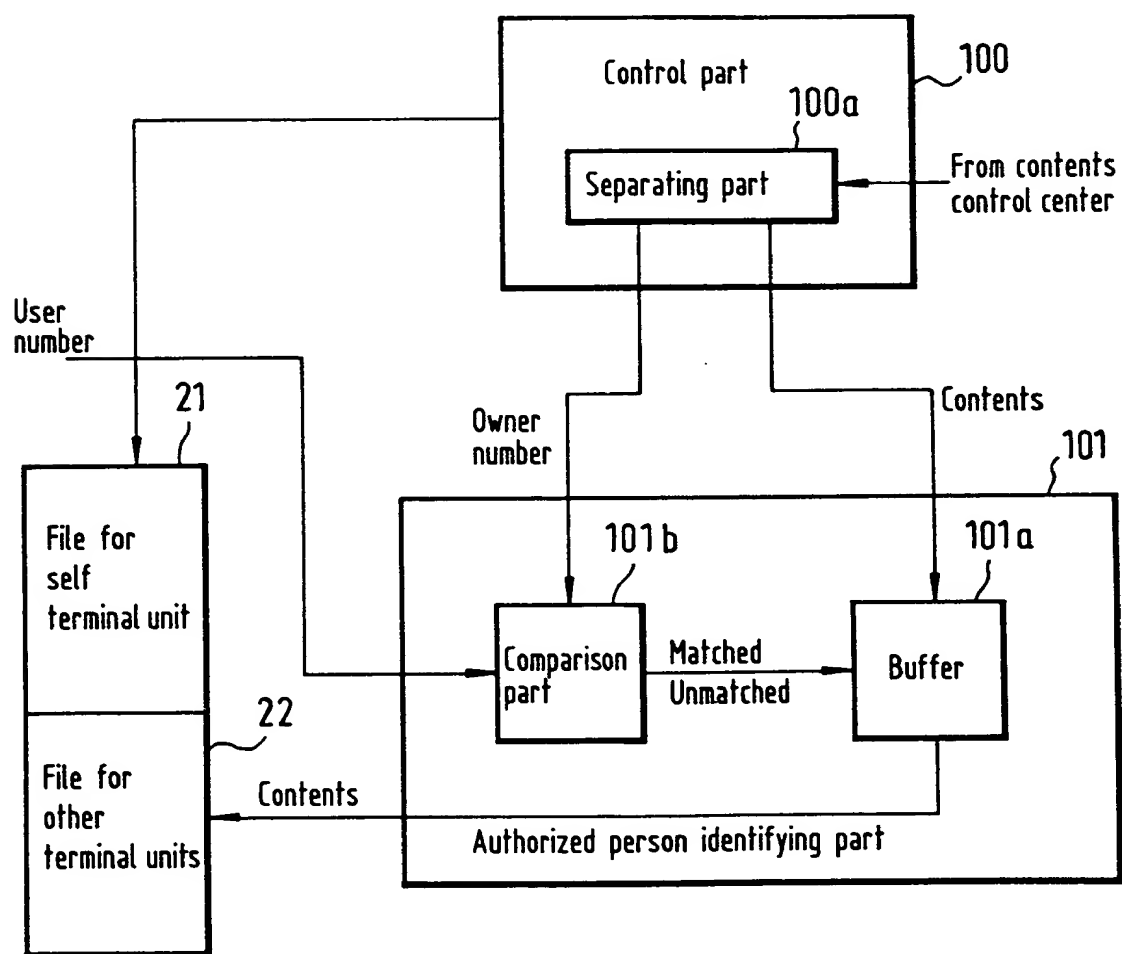 Control part
100
100a
Separating part
From contents
control center
User
number
21
Owner
number
Contents
101
File for
self
terminal unit
101b
101a
Comparison
part
Matched
Unmatched
Buffer
22
File for
other
terminal units
Contents
Authorized person identifying part